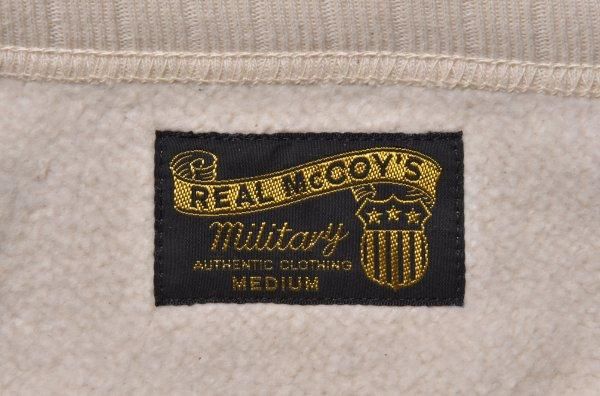 REAL McCOY'S
Military
AUTHENTIC CLOTHING
MEDIUM